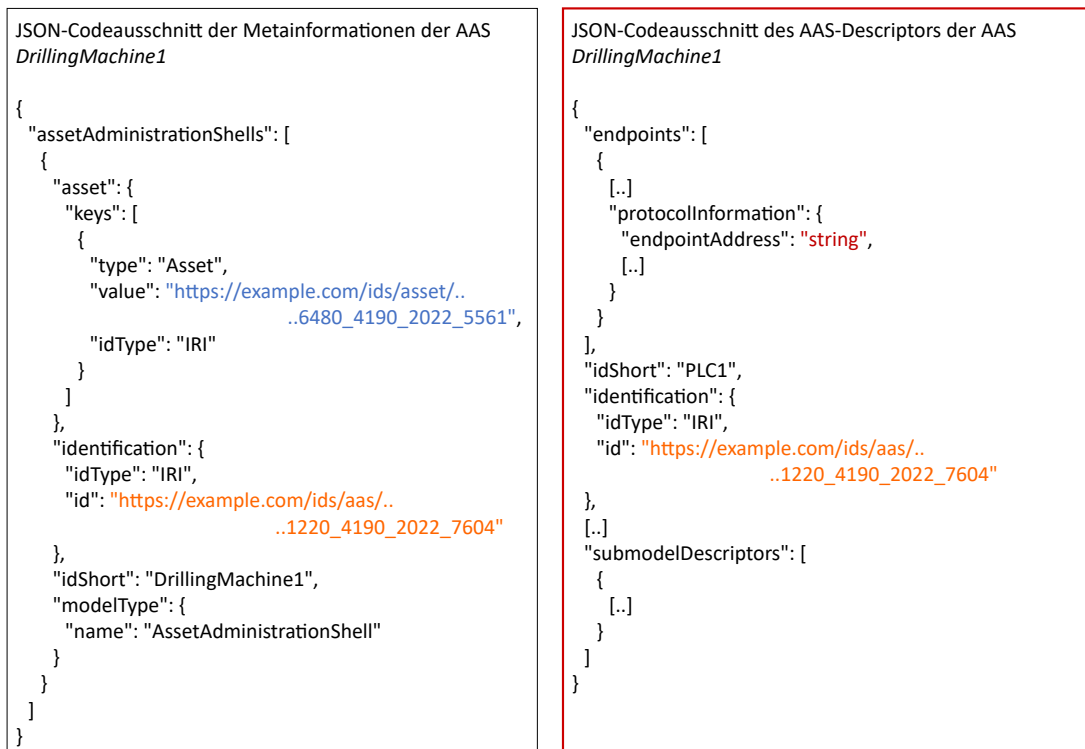 JSON-Codeausschnitt der Metainformationen der AAS
DrillingMachine1
{
"assetAdministrationShells": [
{
"asset": {
"keys": [
{
"type": "Asset",
"value": "https://example.com/ids/asset/..
..6480_4190_2022_5561",
"idType": "IRI"
}
]
},
"identification": {
"idType": "IRI",
"id": "https://example.com/ids/aas/..
..1220_4190_2022_7604"
},
"idShort": "DrillingMachine1",
"modelType": {
"name": "AssetAdministrationShell"
}
}
]
}
JSON-Codeausschnitt des AAS-Descriptors der AAS
DrillingMachine1
{
"endpoints": [
{
[..]
"protocolInformation": {
"endpointAddress": "string",
[..]
}
}
],
"idShort": "PLC1",
"identification": {
"idType": "IRI",
"id": "https://example.com/ids/aas/..
..1220_4190_2022_7604"
},
[..]
"submodelDescriptors": [
{
[..]
}
]
}